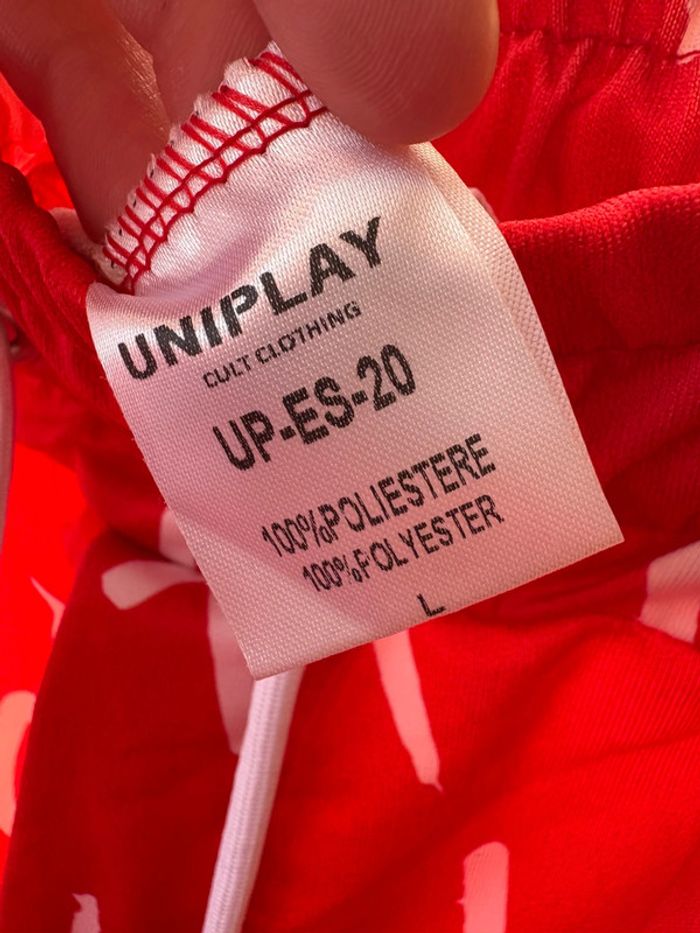 UNIPLAY
CULT CLOTHING
UP-ES-20
100%POLIESTERE
100%POLYESTER
L